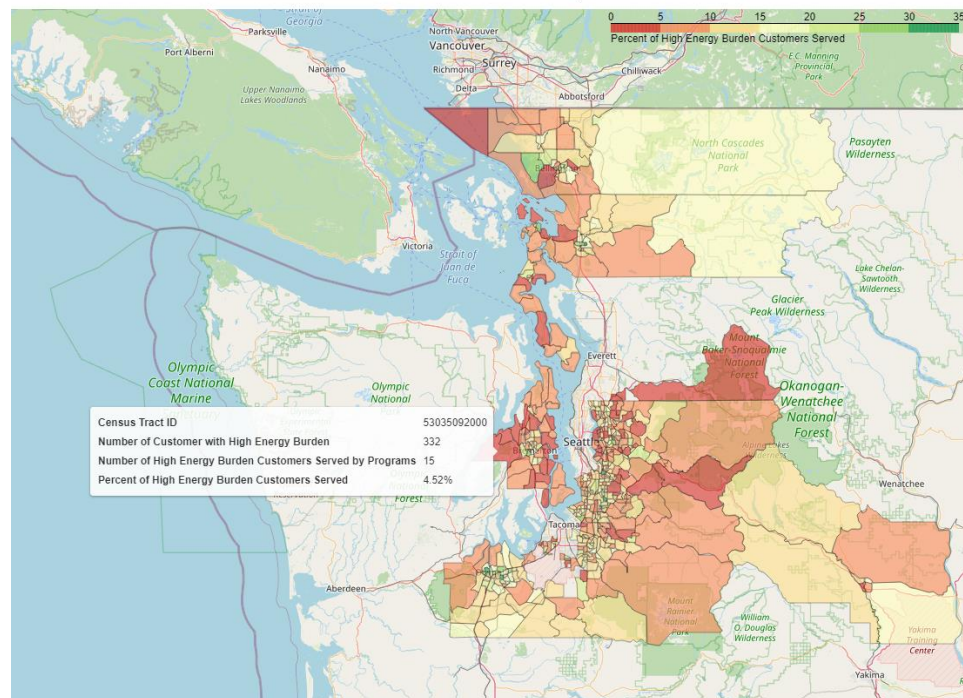 Strait of
Georgia
Parksville
North Vancouver
Vancouver
Port Alberni
Surrey
Nanaimo
Richmond
Delta
Chilliwack
Abbotsford
Upper Nanaimo
Lakes Woodlands
0 5 10 15 20 25 30 35
Percent of High Energy Burden Customers Served
E.C. Manning
Provincial
Park
North Cascades
National
Park
Pasayten
Wilderness
Victoria
Strait of
Juan de
Fuca
Lake Chelan-
Sawtooth
Wilderness
Glacier
Peak Wilderness
Everett
Mount
Baker-Snoqualmie
National
Forest
Olympic
Coast National
Marine
Olympic
National
Okanogan-
Wenatchee
National
Forest
Census Tract ID 53035092000
Number of Customer with High Energy Burden 332
Number of High Energy Burden Customers Served by Programs 15
Percent of High Energy Burden Customers Served 4.52%
Seattle
Wenatchee
Forest
Tacoma
Aberdeen
Mount
Rainier
National
Park
William
O. Douglas
Wilderness
Yakima
Training
Center
Yakima